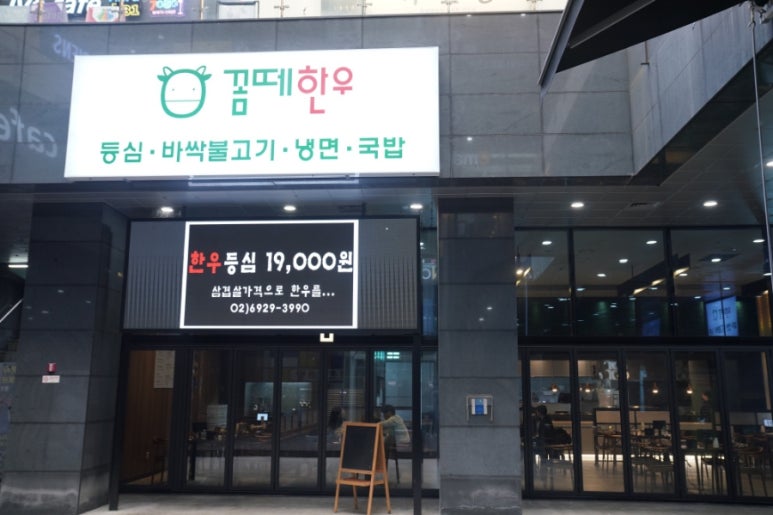 꼼떼한우
등심·바싹불고기·냉면·국밥
한우등심 19,000원
삼겹살가격으로 한우를...
02)6929-3990